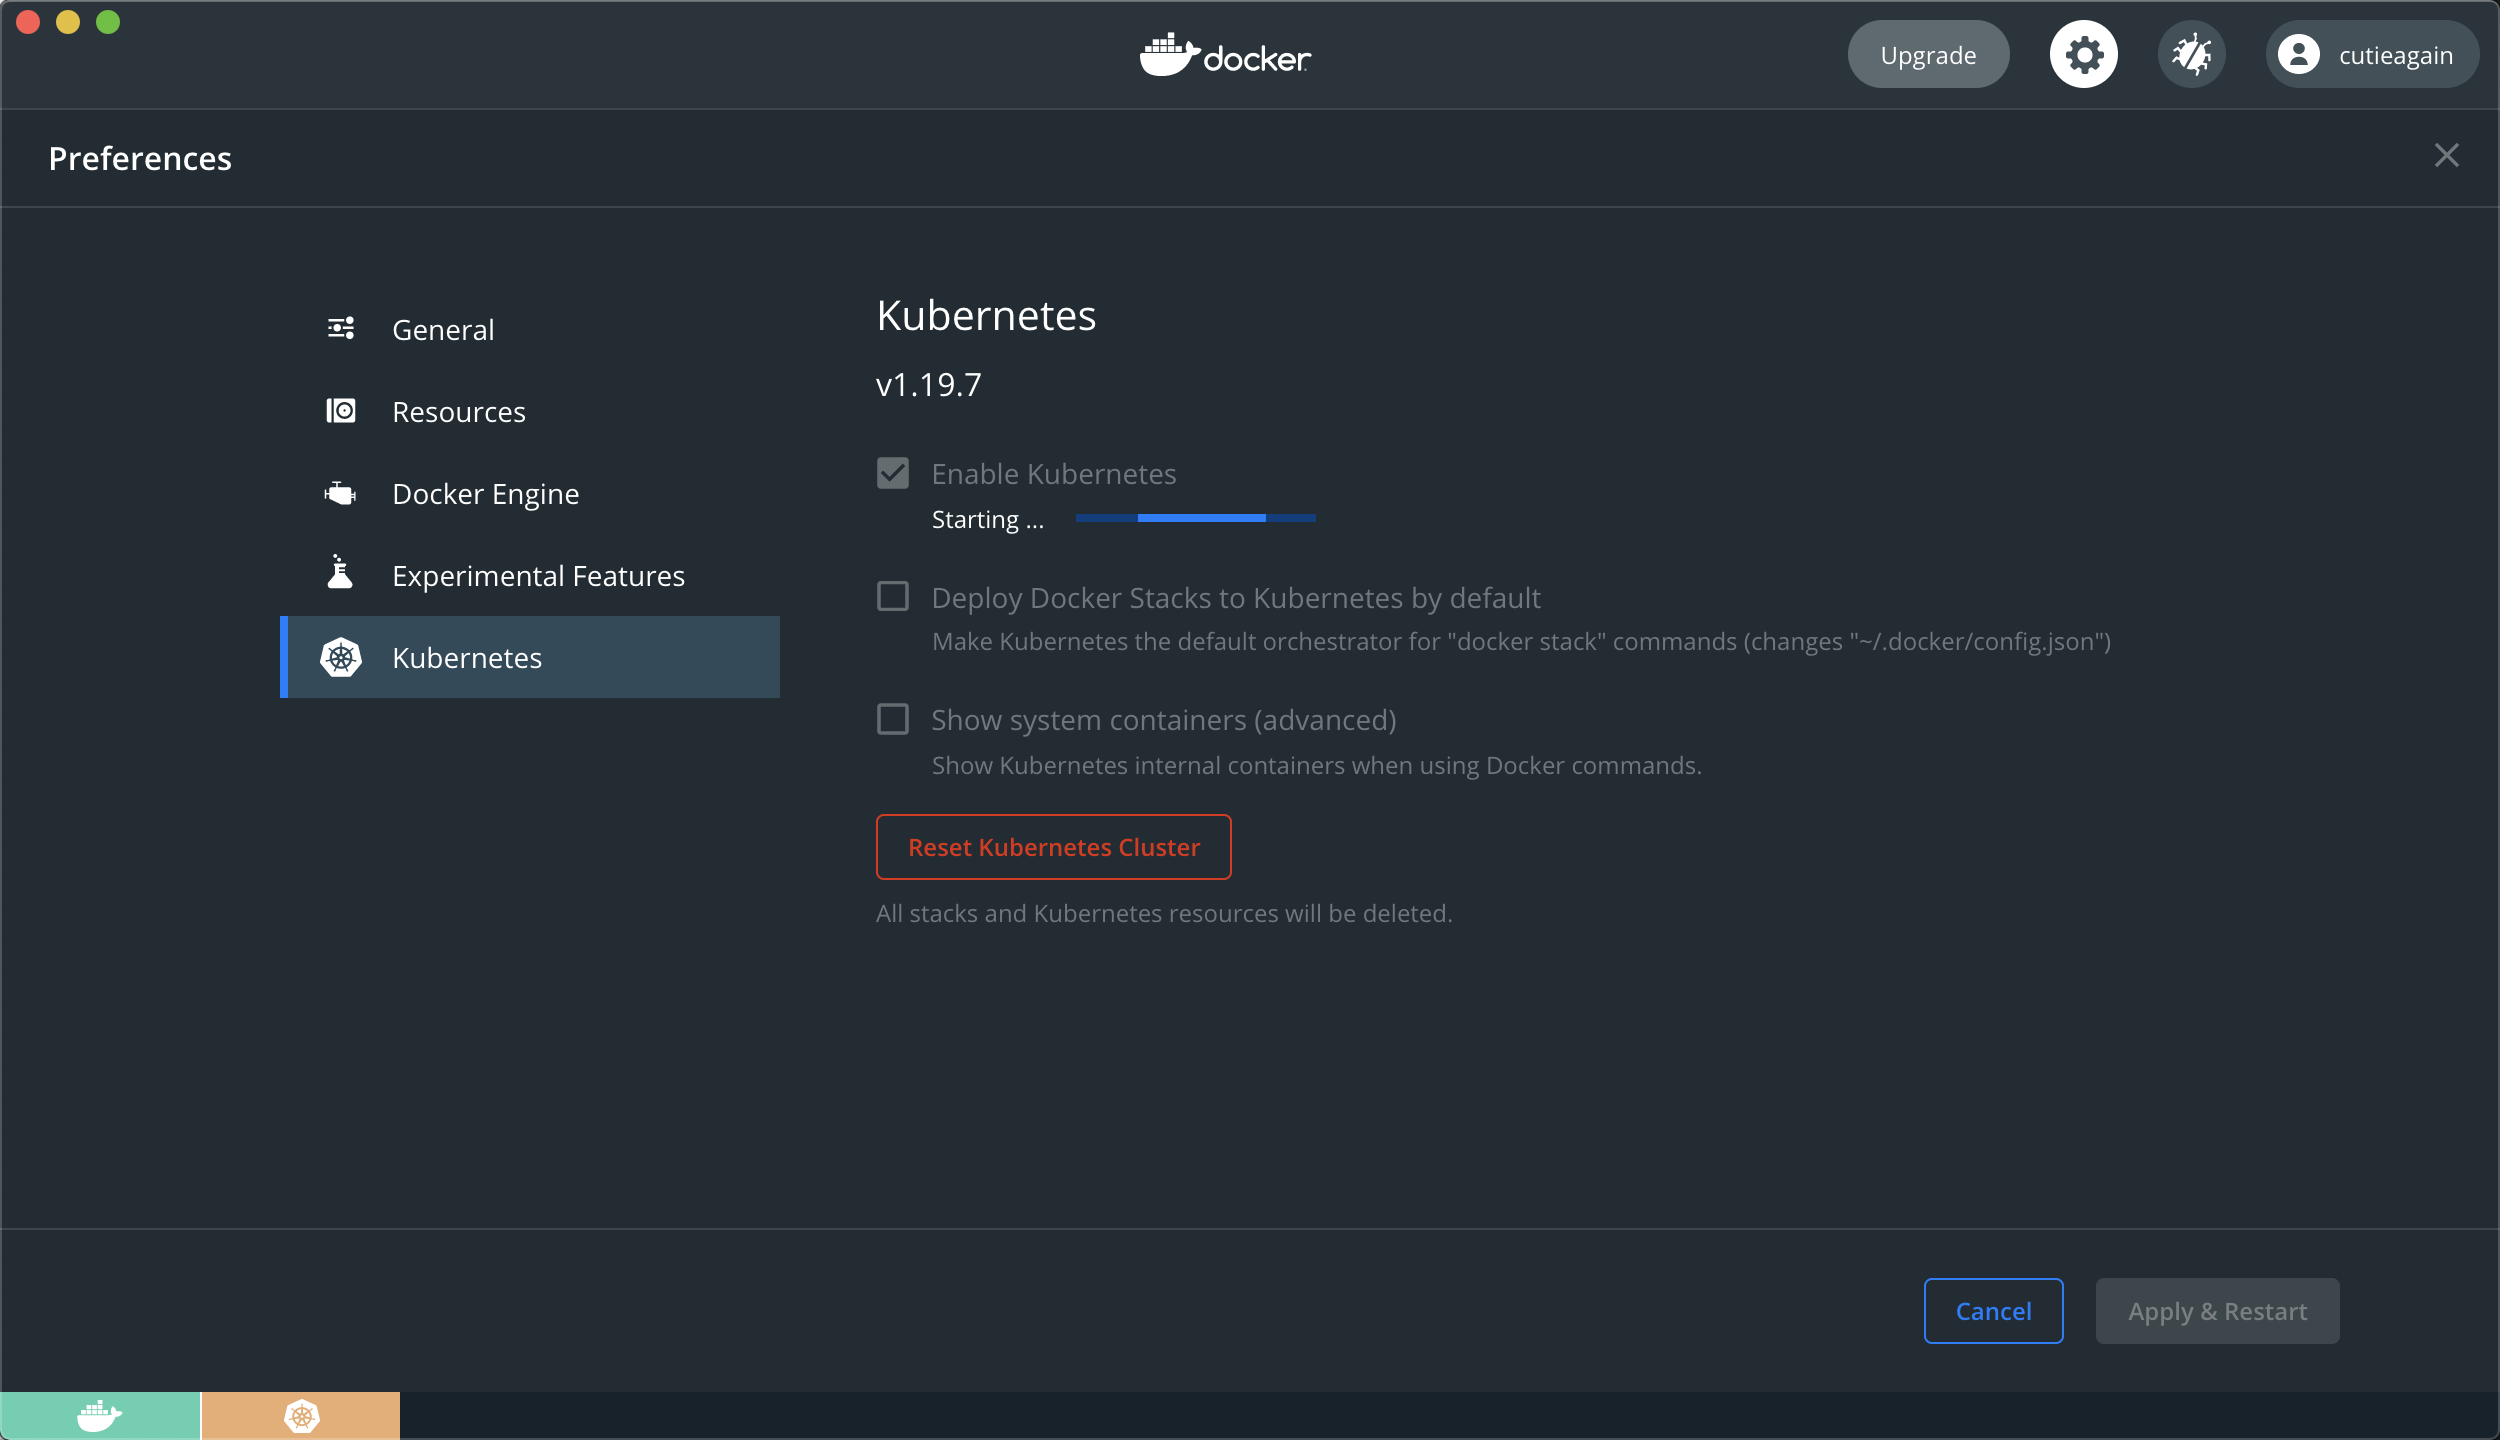 docker
Upgrade
cutieagain
Preferences
General
Resources
Docker Engine
Experimental Features
Kubernetes
Kubernetes
v1.19.7
Enable Kubernetes
Starting ...
Deploy Docker Stacks to Kubernetes by default
Make Kubernetes the default orchestrator for "docker stack" commands (changes "~/.docker/config.json")
Show system containers (advanced)
Show Kubernetes internal containers when using Docker commands.
Reset Kubernetes Cluster
All stacks and Kubernetes resources will be deleted.
Cancel
Apply & Restart